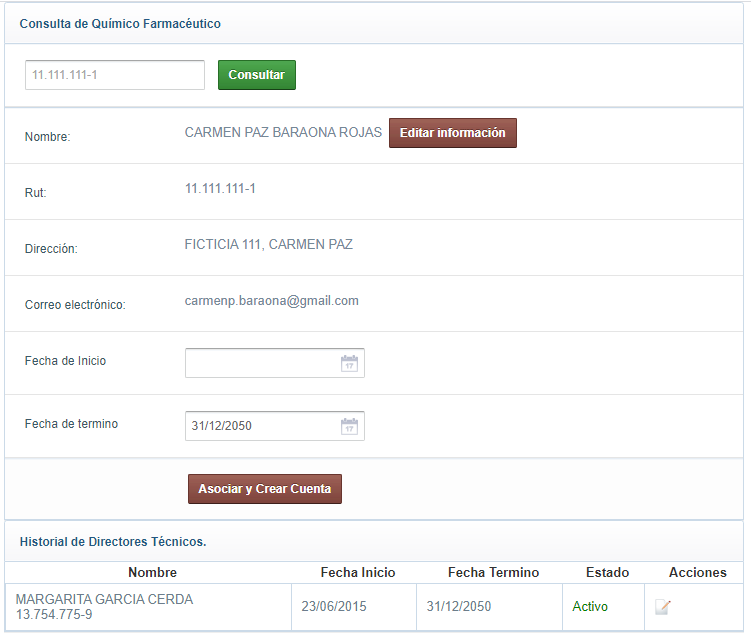 Consulta de Químico Farmacéutico
11.111.111-1
Consultar
Nombre:
CARMEN PAZ BARAONA ROJAS
Editar información
Rut:
11.111.111-1
Dirección:
FICTICIA 111, CARMEN PAZ
Correo electrónico:
carmenp.baraona@gmail.com
Fecha de Inicio
17
Fecha de termino
31/12/2050
17
Asociar y Crear Cuenta
Historial de Directores Técnicos.
Nombre Fecha Inicio Fecha Termino Estado Acciones
MARGARITA GARCIA CERDA
13.754.775-9
23/06/2015 31/12/2050 Activo